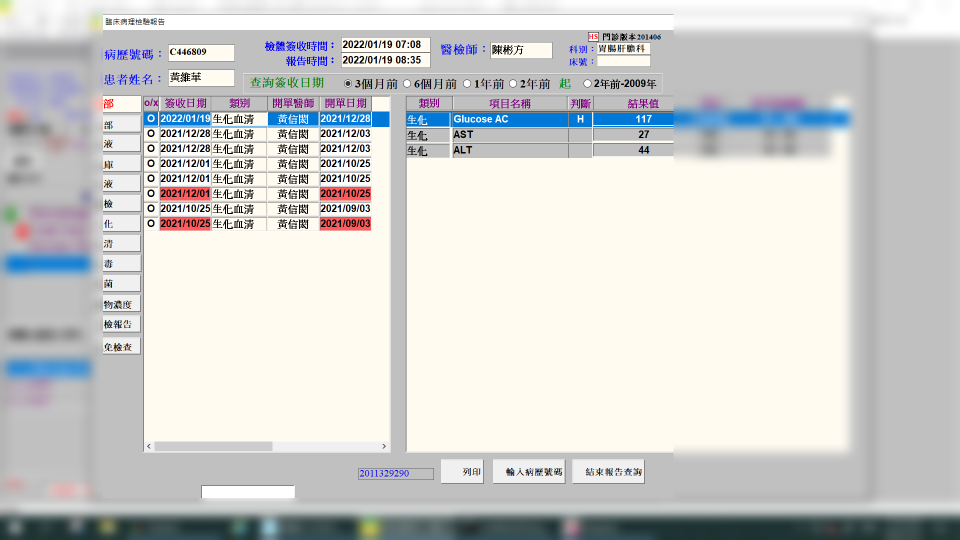 臨床病理檢驗報告
HS 門診版本201406
病歷號碼： C446809 檢體簽收時間： 2022/01/19 07:08 醫檢師： 陳彬方 科別： 胃腸肝膽科
報告時間： 2022/01/19 08:35 床號：
患者姓名： 黃維華 查詢簽收日期 3個月前 6個月前 1年前 2年前 起 2年前-2009年
部 o/x 簽收日期 類別 開單醫師 開單日期 類別 項目名稱 判斷 結果值
O 2022/01/19 生化血清 黃信閎 2021/12/28 生化 Glucose AC H 117
部 O 2021/12/28 生化血清 黃信閎 2021/12/03 生化 AST 27
液 O 2021/12/28 生化血清 黃信閎 2021/12/03 生化 ALT 44
庫 O 2021/12/01 生化血清 黃信閎 2021/10/25
液 O 2021/12/01 生化血清 黃信閎 2021/10/25
O 2021/12/01 生化血清 黃信閎 2021/10/25
檢 O 2021/10/25 生化血清 黃信閎 2021/09/03
化 O 2021/10/25 生化血清 黃信閎 2021/09/03
清
毒
菌
物濃度
檢報告
免檢查
2011329290 列印 輸入病歷號碼 結束報告查詢